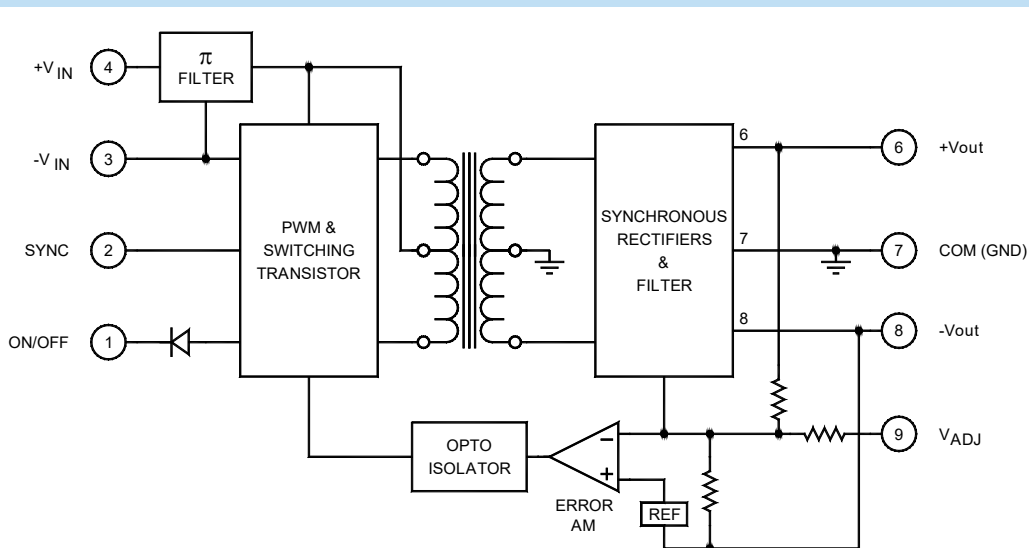 +V IN
4
π
FILTER
-V IN
3
SYNC
2
ON/OFF
1
PWM &
SWITCHING
TRANSISTOR
SYNCHRONOUS
RECTIFIERS
&
FILTER
6
6
+Vout
7
7
COM (GND)
8
8
-Vout
9
VADJ
OPTO
ISOLATOR
−
+
ERROR
AM
REF